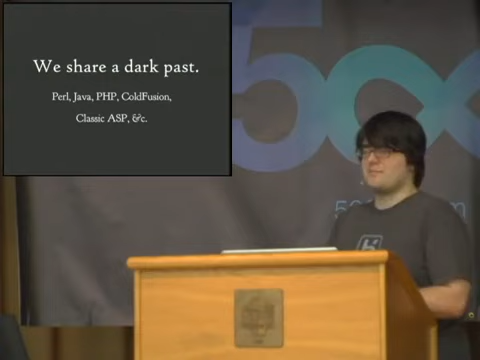 We share a dark past.
Perl, Java, PHP, ColdFusion,
Classic ASP, &c.